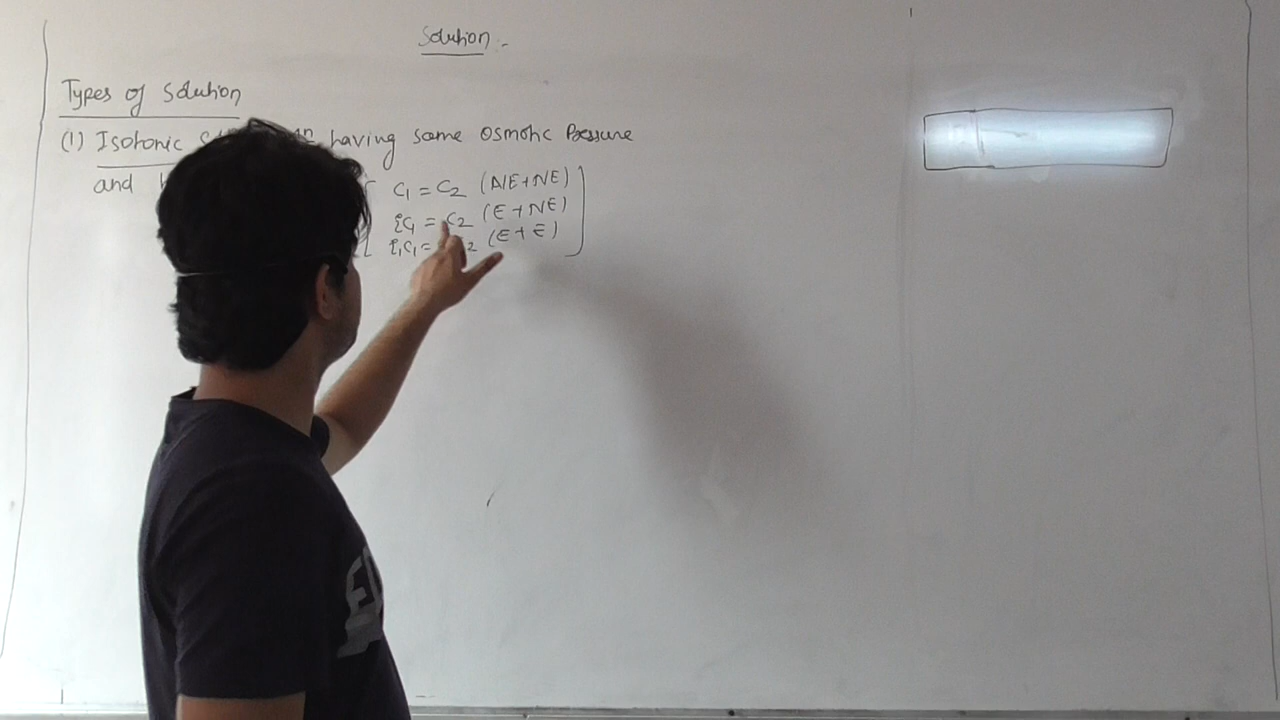 Solution :-
Types of Solution
(1) Isotonic having same Osmotic Pressure
and
C1 = C2 (NE+NE)
iC1 = C2 (E+NE)
i1C1 = 2 (E+E)